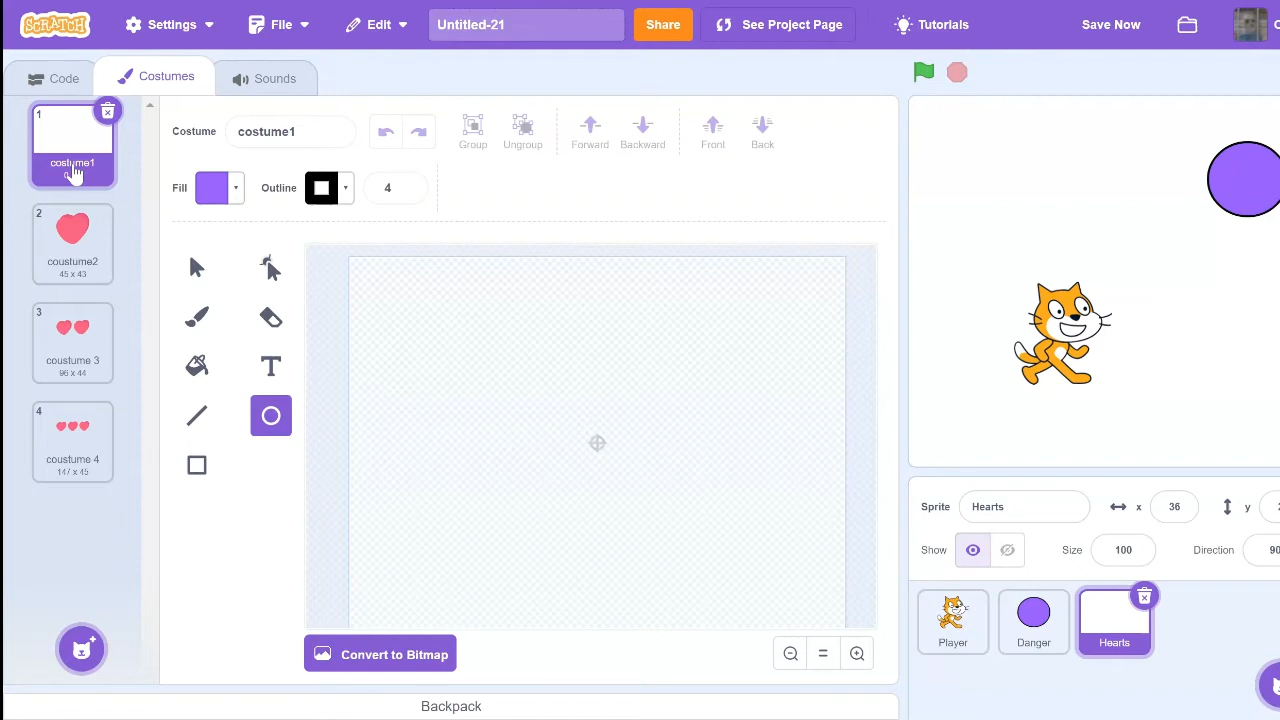 SCRATCH Settings File Edit Untitled-21 Share See Project Page Tutorials Save Now
Code Costumes Sounds
1
costume1
2
coustume2
45 x 43
3
coustume 3
96 x 44
4
coustume 4
147 x 45
Costume costume1
Group Ungroup Forward Backward Front Back
Fill Outline 4
T
Convert to Bitmap
Backpack
Sprite Hearts x 36 y
Show Size 100 Direction 90
Player Danger Hearts